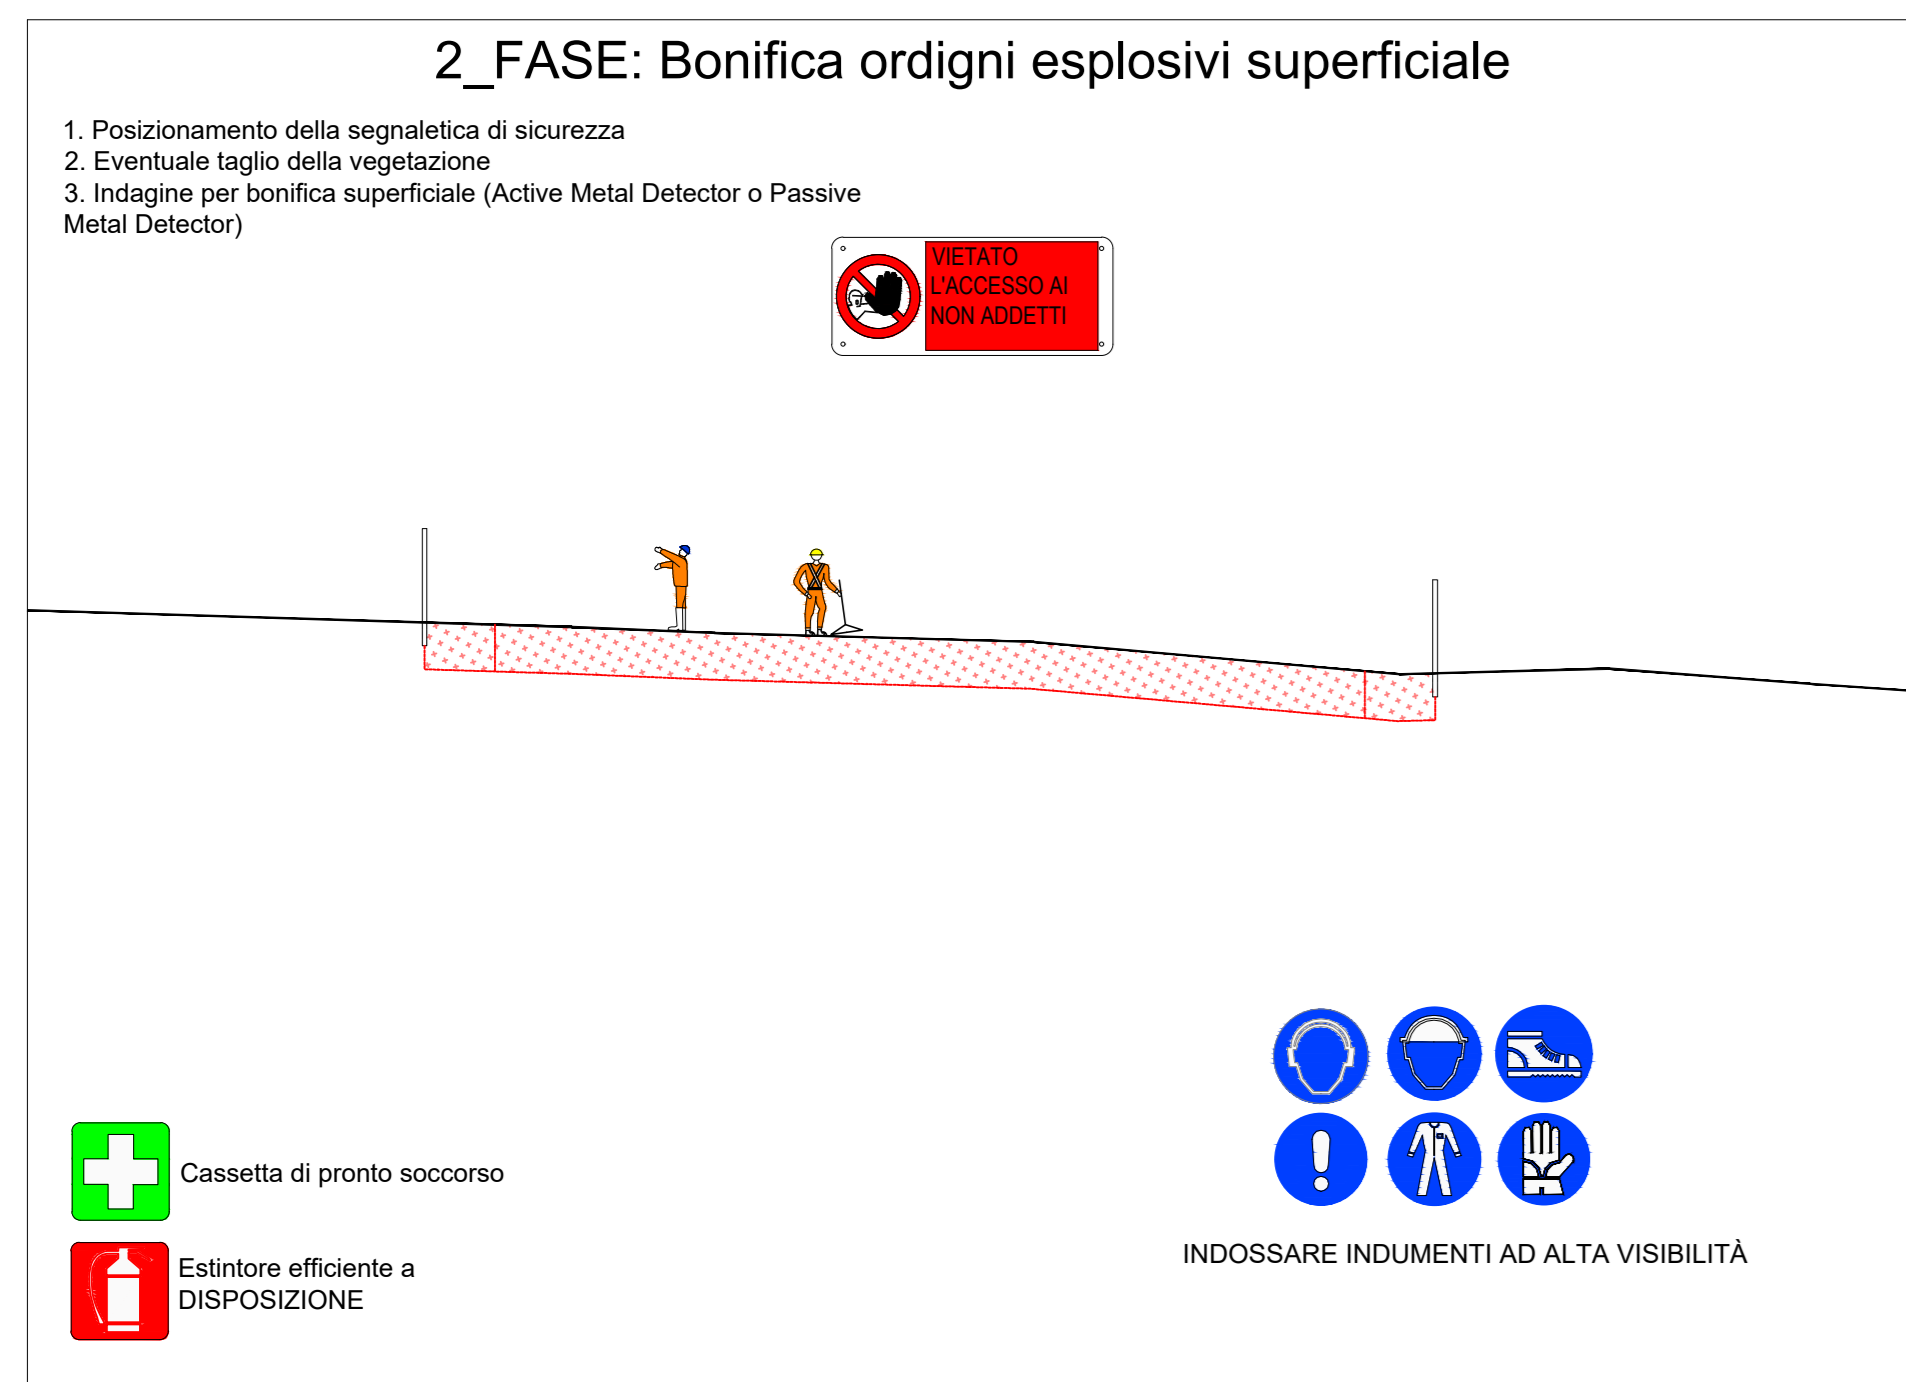 2_FASE: Bonifica ordigni esplosivi superficiale
1. Posizionamento della segnaletica di sicurezza
2. Eventuale taglio della vegetazione
3. Indagine per bonifica superficiale (Active Metal Detector o Passive
Metal Detector)
VIETATO
L'ACCESSO AI
NON ADDETTI
Cassetta di pronto soccorso
Estintore efficiente a
DISPOSIZIONE
INDOSSARE INDUMENTI AD ALTA VISIBILITÀ